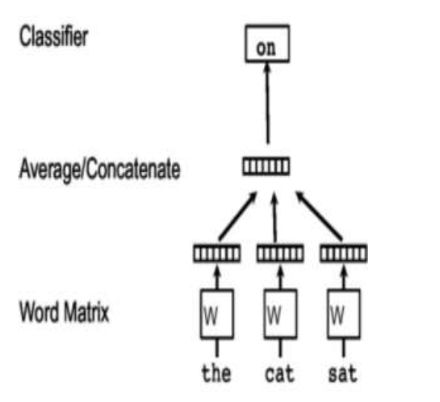 Classifier
on
Average/Concatenate
Word Matrix
W W W
the cat sat